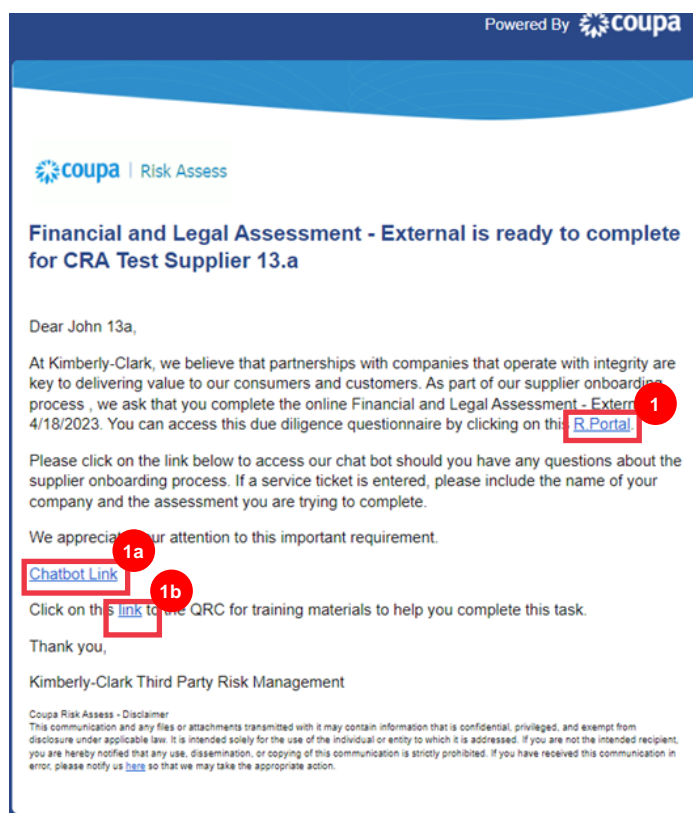 Powered By coupa
coupa | Risk Assess
Financial and Legal Assessment - External is ready to complete
for CRA Test Supplier 13.a
Dear John 13a,
At Kimberly-Clark, we believe that partnerships with companies that operate with integrity are
key to delivering value to our consumers and customers. As part of our supplier onboarding
process , we ask that you complete the online Financial and Legal Assessment - Extern
1
4/18/2023. You can access this due diligence questionnaire by clicking on this R.Portal.
Please click on the link below to access our chat bot should you have any questions about the
supplier onboarding process. If a service ticket is entered, please include the name of your
company and the assessment you are trying to complete.
We appreciat ur attention to this important requirement.
1a
Chatbot Link
1b
Click on this link to the QRC for training materials to help you complete this task.
Thank you,
Kimberly-Clark Third Party Risk Management
Coupa Risk Assess - Disclaimer
This communication and any files or attachments transmitted with it may contain information that is confidential, privileged, and exempt from
disclosure under applicable law. It is intended solely for the use of the individual or entity to which it is addressed. If you are not the intended recipient,
you are hereby notified that any use, dissemination, or copying of this communication is strictly prohibited. If you have received this communication in
error, please notify us here so that we may take the appropriate action.